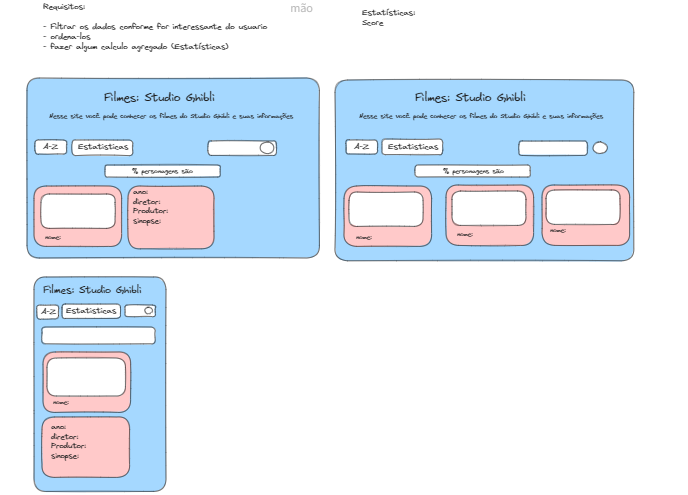 Requisitos:
- Filtrar os dados conforme for interessante do usuario
- ordena-los
- fazer algum calculo agregado (Estatísticas)
mão
Estatísticas:
Score
Filmes: Studio Ghibli
Nesse site você pode conhecer os filmes do Studio Ghibli e suas informações
A-Z
Estatisticas
% personagens são
nome:
ano:
diretor:
Produtor:
sinopse:
Filmes: Studio Ghibli
Nesse site você pode conhecer os filmes do Studio Ghibli e suas informações
A-Z
Estatisticas
% personagens são
nome:
nome:
nome:
Filmes: Studio Ghibli
A-Z
Estatisticas
nome:
ano:
diretor:
Produtor:
sinopse: